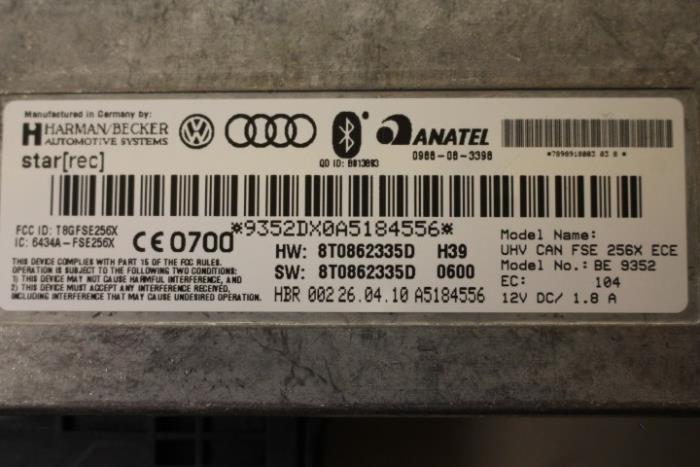 Manufactured in Germany by:
HARMAN/BECKER
AUTOMOTIVE SYSTEMS
star[rec]
ANATEL
0988-08-3398
QD ID: B013893
FCC ID: T8GFSE256X
IC: 6434A-FSE256X
CE 0700
*9352DX0A5184556*
THIS DEVICE COMPLIES WITH PART 15 OF THE FCC RULES.
OPERATION IS SUBJECT TO THE FOLLOWING TWO CONDITIONS:
1) THIS DEVICE MAY NOT CAUSE HARMFUL INTERFERENCE, AND
2) THIS DEVICE MUST ACCEPT ANY INTERFERENCE RECEIVED,
INCLUDING INTERFERENCE THAT MAY CAUSE UNDESIRED OPERATION.
HW: 8T0862335D H39
SW: 8T0862335D 0600
HBR 002 26.04.10 A5184556
Model Name:
UHV CAN FSE 256X ECE
Model No.: BE 9352
EC: 104
12V DC/ 1.8 A